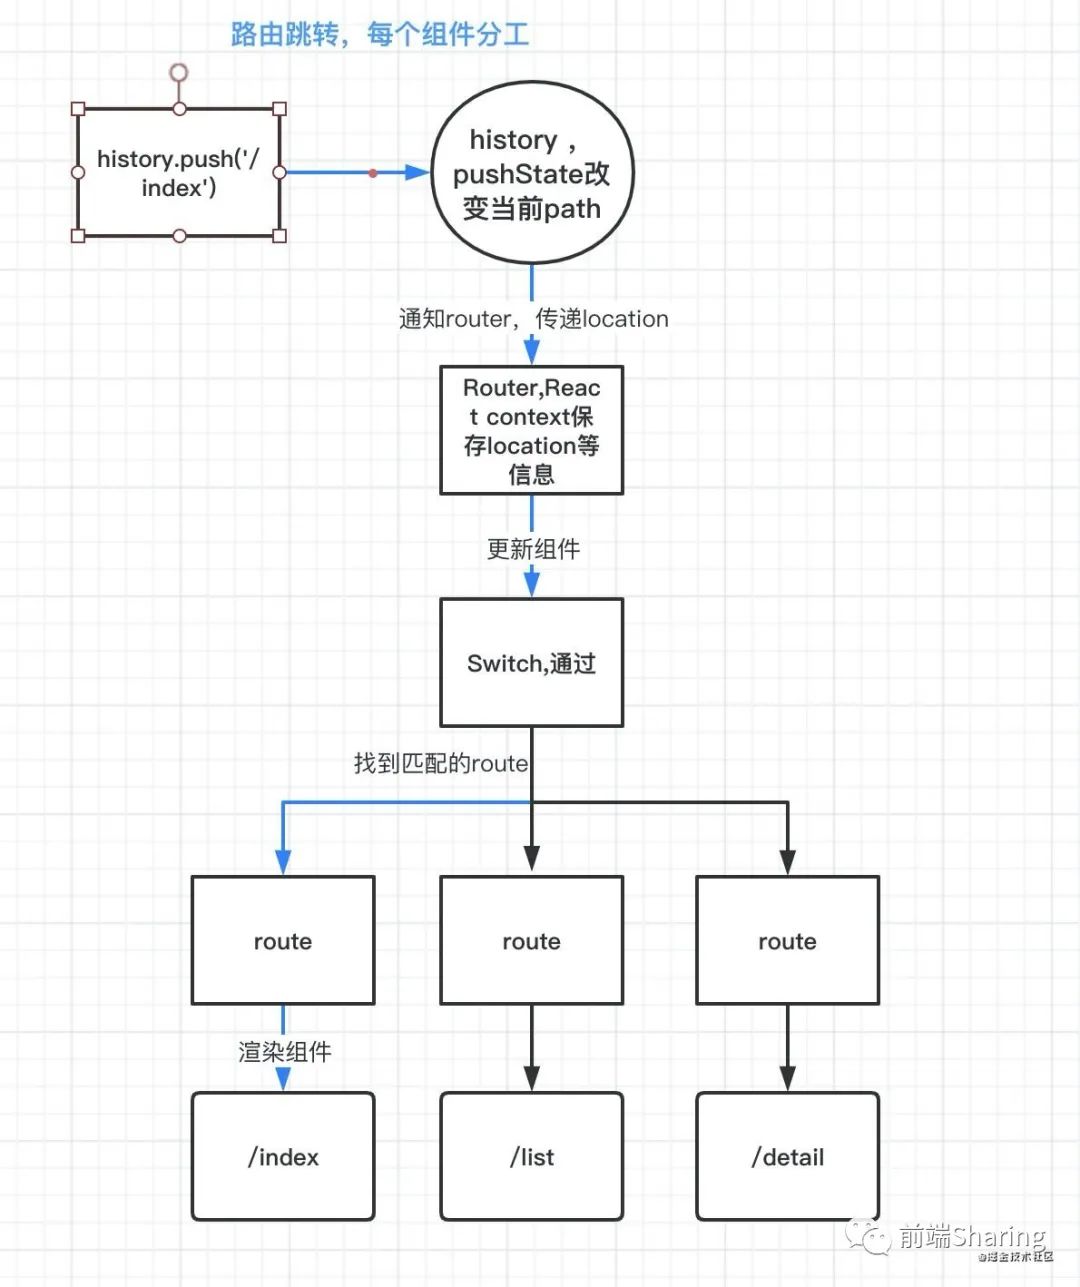 路由跳转，每个组件分工
history.push('/
index')
history，
pushState改
变当前path
通知router，传递location
Router,Reac
t context保
存location等
信息
更新组件
Switch,通过
找到匹配的route
route
route
route
渲染组件
/index
/list
/detail
前端Sharing
@掘金技术社区